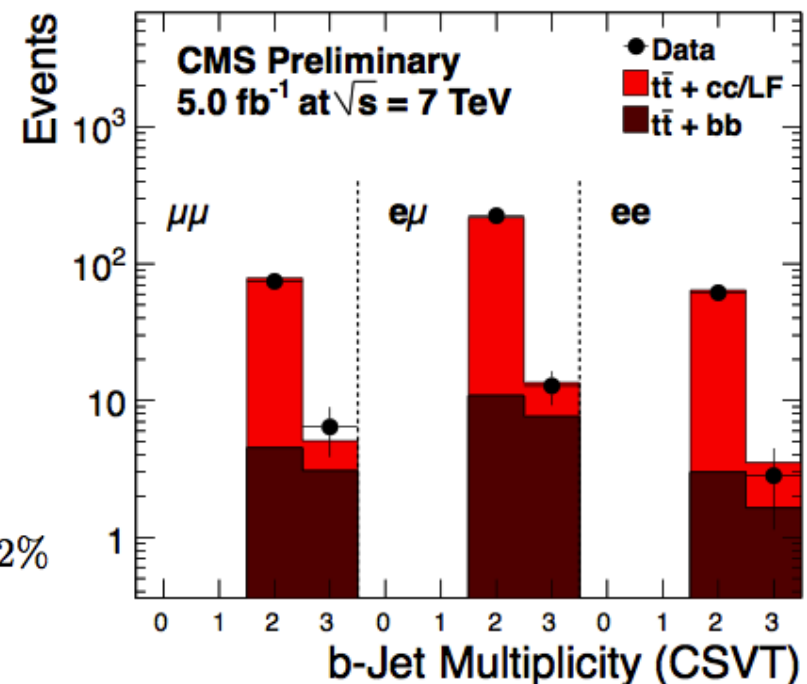 CMS Preliminary
5.0 fb⁻¹ at √s = 7 TeV
Data
tt̄ + cc/LF
tt̄ + bb
Events
10³
10²
10
1
μμ
eμ
ee
2%
0 1 2 3 0 1 2 3 0 1 2 3
b-Jet Multiplicity (CSVT)